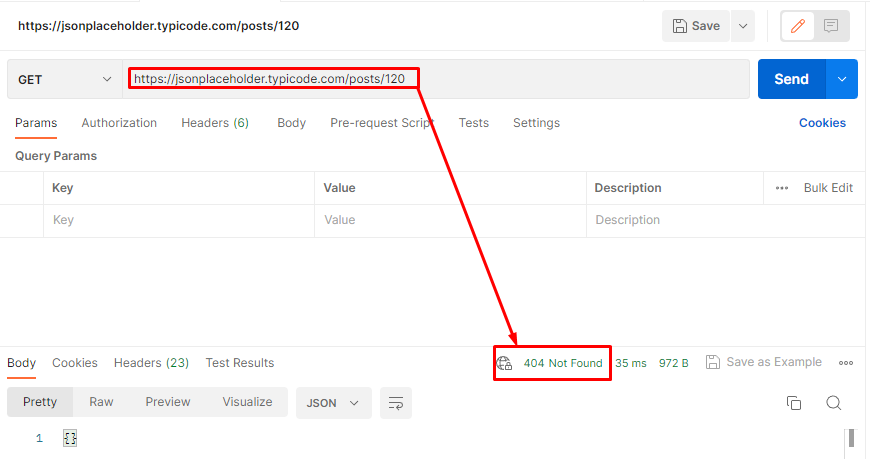 https://jsonplaceholder.typicode.com/posts/120 Save
GET https://jsonplaceholder.typicode.com/posts/120 Send
Params Authorization Headers (6) Body Pre-request Script Tests Settings Cookies
Query Params
Key Value Description Bulk Edit
Key Value Description
Body Cookies Headers (23) Test Results 404 Not Found 35 ms 972 B Save as Example
Pretty Raw Preview Visualize JSON
1 {}